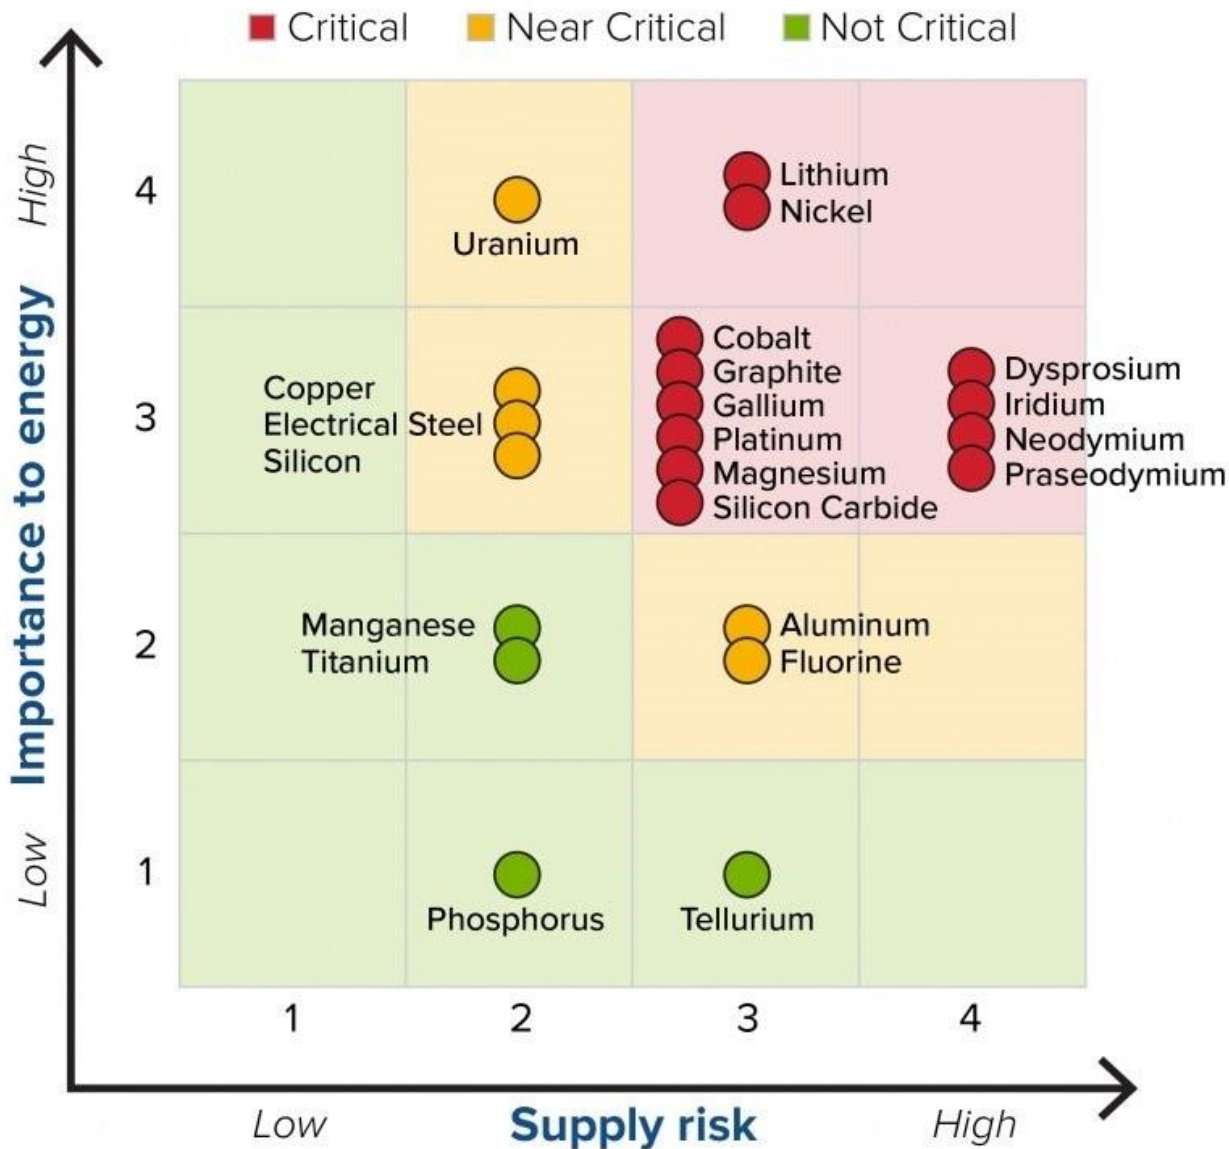 Critical Near Critical Not Critical
High
4
Uranium
Lithium
Nickel
Importance to energy
3
Copper
Electrical Steel
Silicon
Cobalt
Graphite
Gallium
Platinum
Magnesium
Silicon Carbide
Dysprosium
Iridium
Neodymium
Praseodymium
2
Manganese
Titanium
Aluminum
Fluorine
Low
1
Phosphorus
Tellurium
1 2 3 4
Low Supply risk High